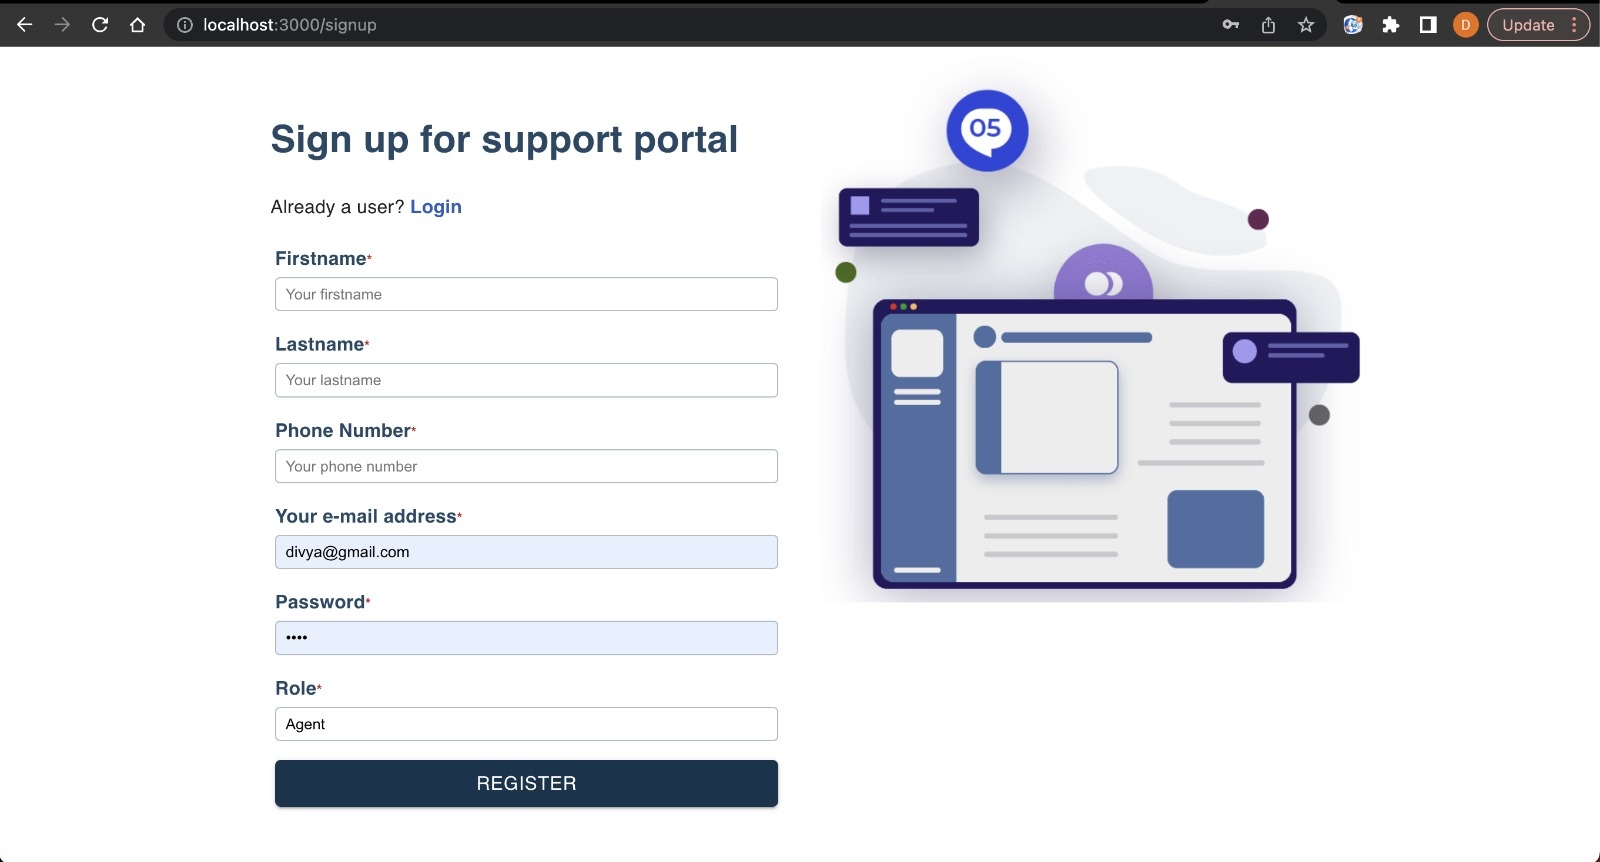 localhost:3000/signup
D
Update
05
Sign up for support portal
Already a user? Login
Firstname*
Your firstname
Lastname*
Your lastname
Phone Number*
Your phone number
Your e-mail address*
divya@gmail.com
Password*
••••
Role*
Agent
REGISTER